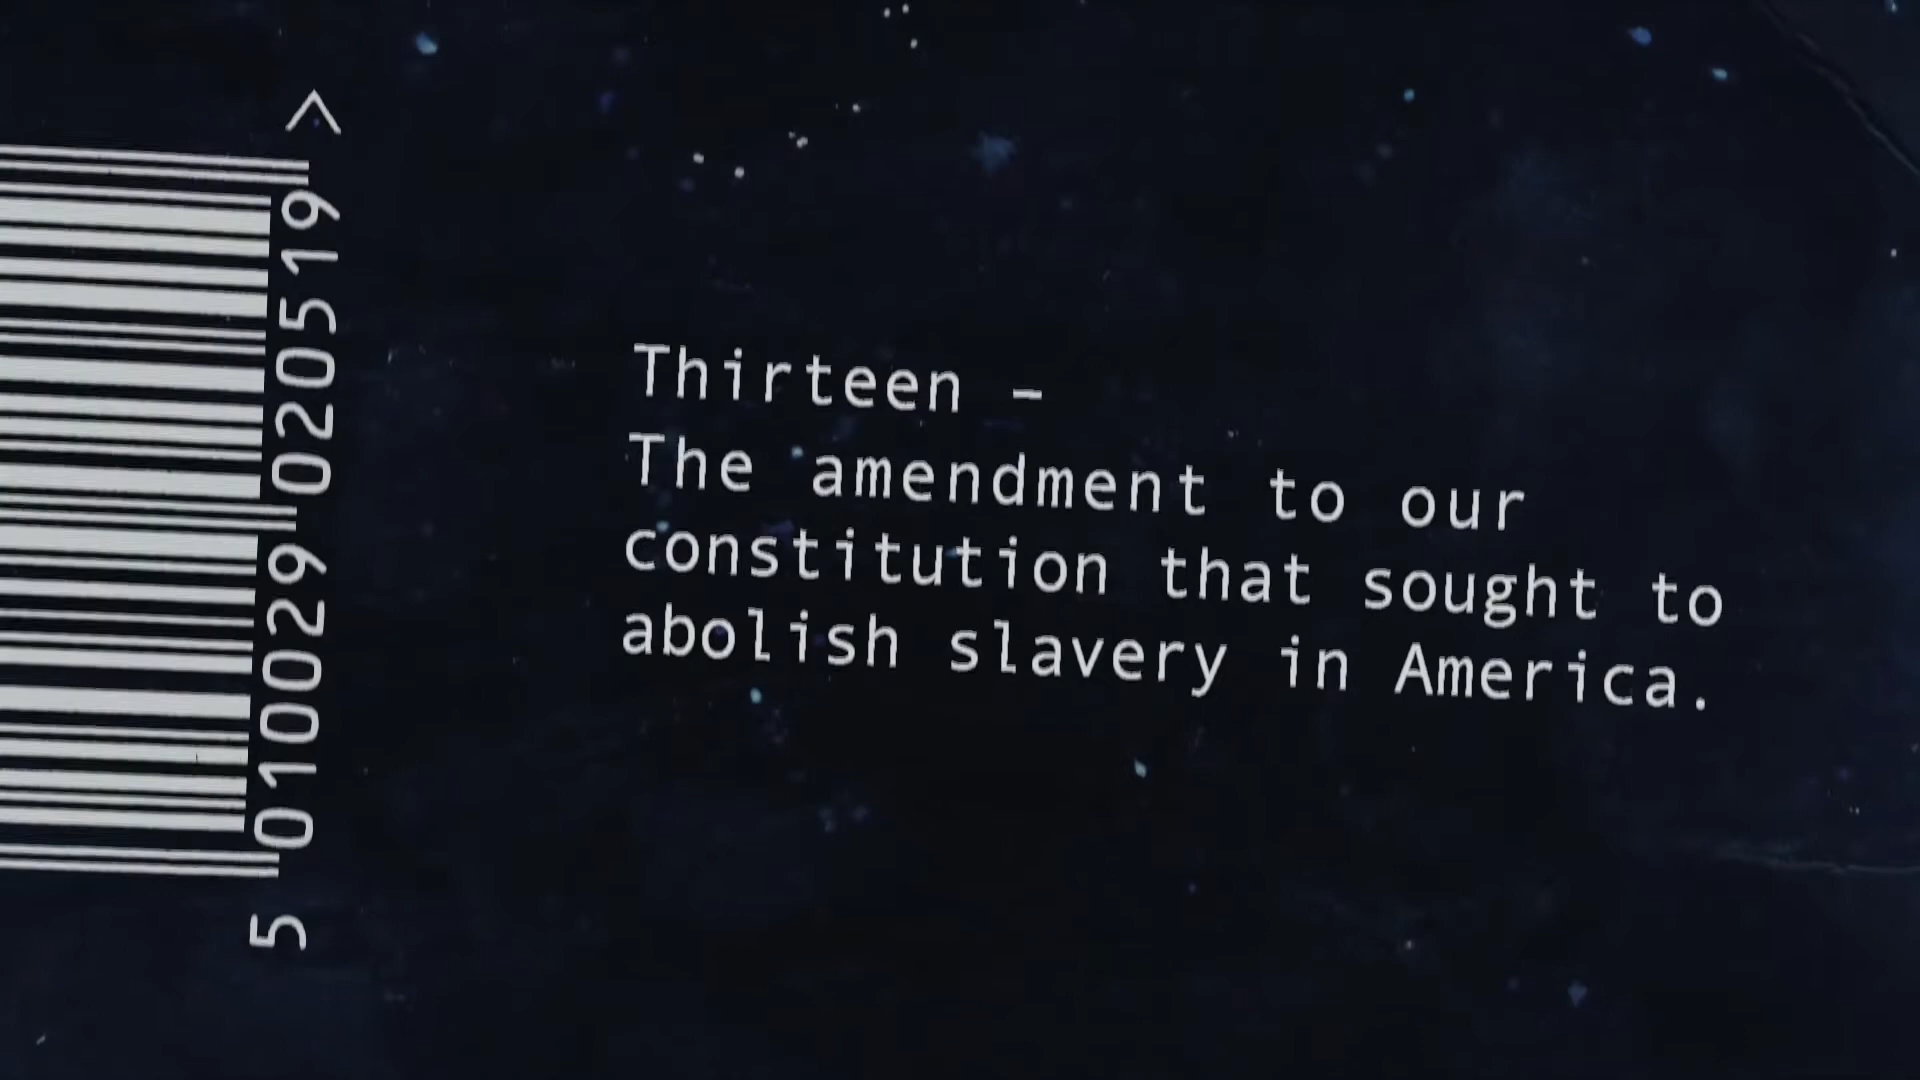 5 010029 020519 >
Thirteen –
The amendment to our
constitution that sought to
abolish slavery in America.